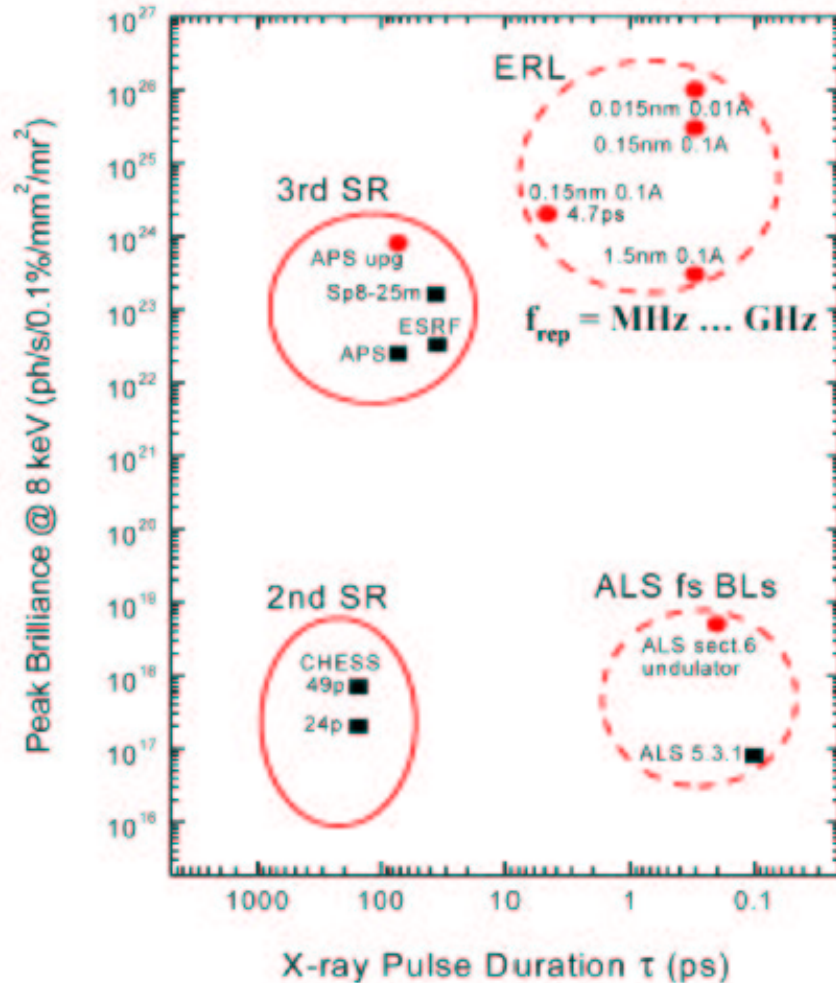 Peak Brilliance @ 8 keV (ph/s/0.1%/mm²/mr²)
10²⁷
10²⁶
10²⁵
10²⁴
10²³
10²²
10²¹
10²⁰
10¹⁹
10¹⁸
10¹⁷
10¹⁶
ERL
0.015nm 0.01A
0.15nm 0.1A
0.15nm 0.1A
4.7ps
1.5nm 0.1A
f_rep = MHz ... GHz
3rd SR
APS upg
Sp8-25m
ESRF
APS
2nd SR
CHESS
49p
24p
ALS fs BLs
ALS sect.6
undulator
ALS 5.3.1
1000 100 10 1 0.1
X-ray Pulse Duration τ (ps)